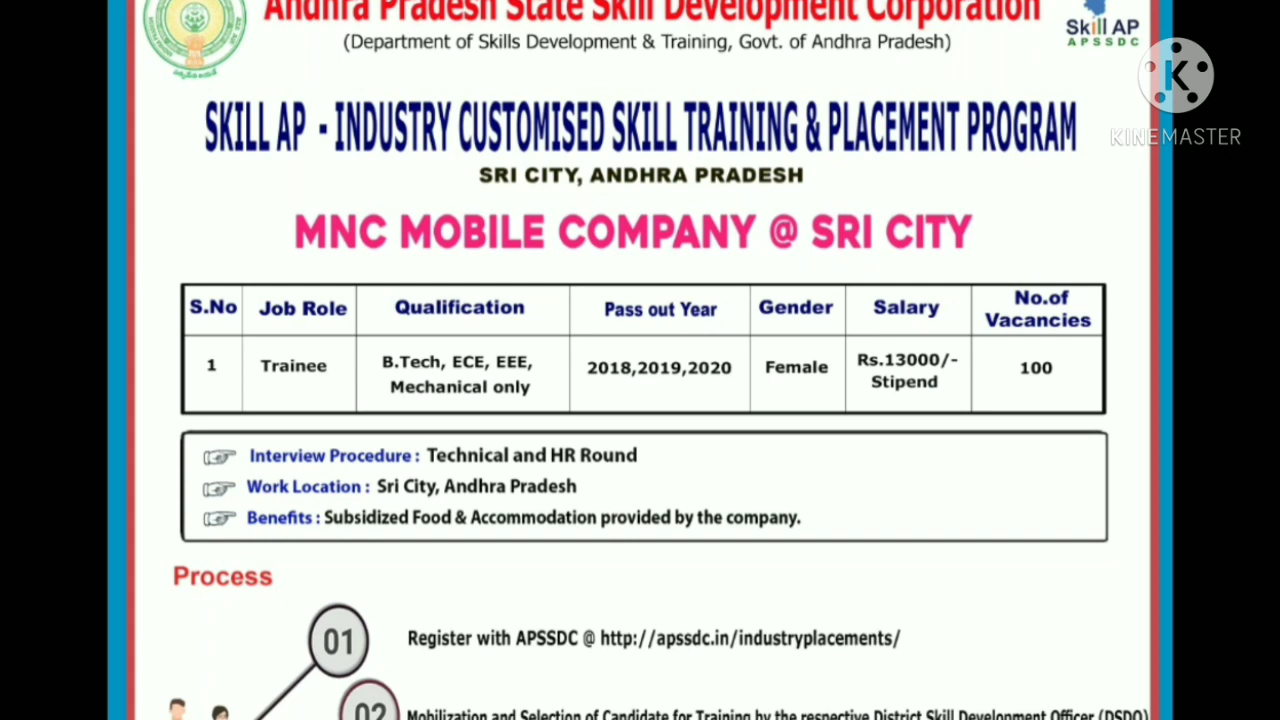 Andhra Pradesh State Skill Development Corporation
(Department of Skills Development & Training, Govt. of Andhra Pradesh)
Skill AP
APSSDC
KINEMASTER
SKILL AP - INDUSTRY CUSTOMISED SKILL TRAINING & PLACEMENT PROGRAM
SRI CITY, ANDHRA PRADESH
MNC MOBILE COMPANY @ SRI CITY
S.No Job Role Qualification Pass out Year Gender Salary No.of Vacancies
1 Trainee B.Tech, ECE, EEE, Mechanical only 2018,2019,2020 Female Rs.13000/- Stipend 100
Interview Procedure : Technical and HR Round
Work Location : Sri City, Andhra Pradesh
Benefits : Subsidized Food & Accommodation provided by the company.
Process
01 Register with APSSDC @ http://apssdc.in/industryplacements/
02 Mobilization and Selection of Candidate for Training by the respective District Skill Development Officer (DSDO)